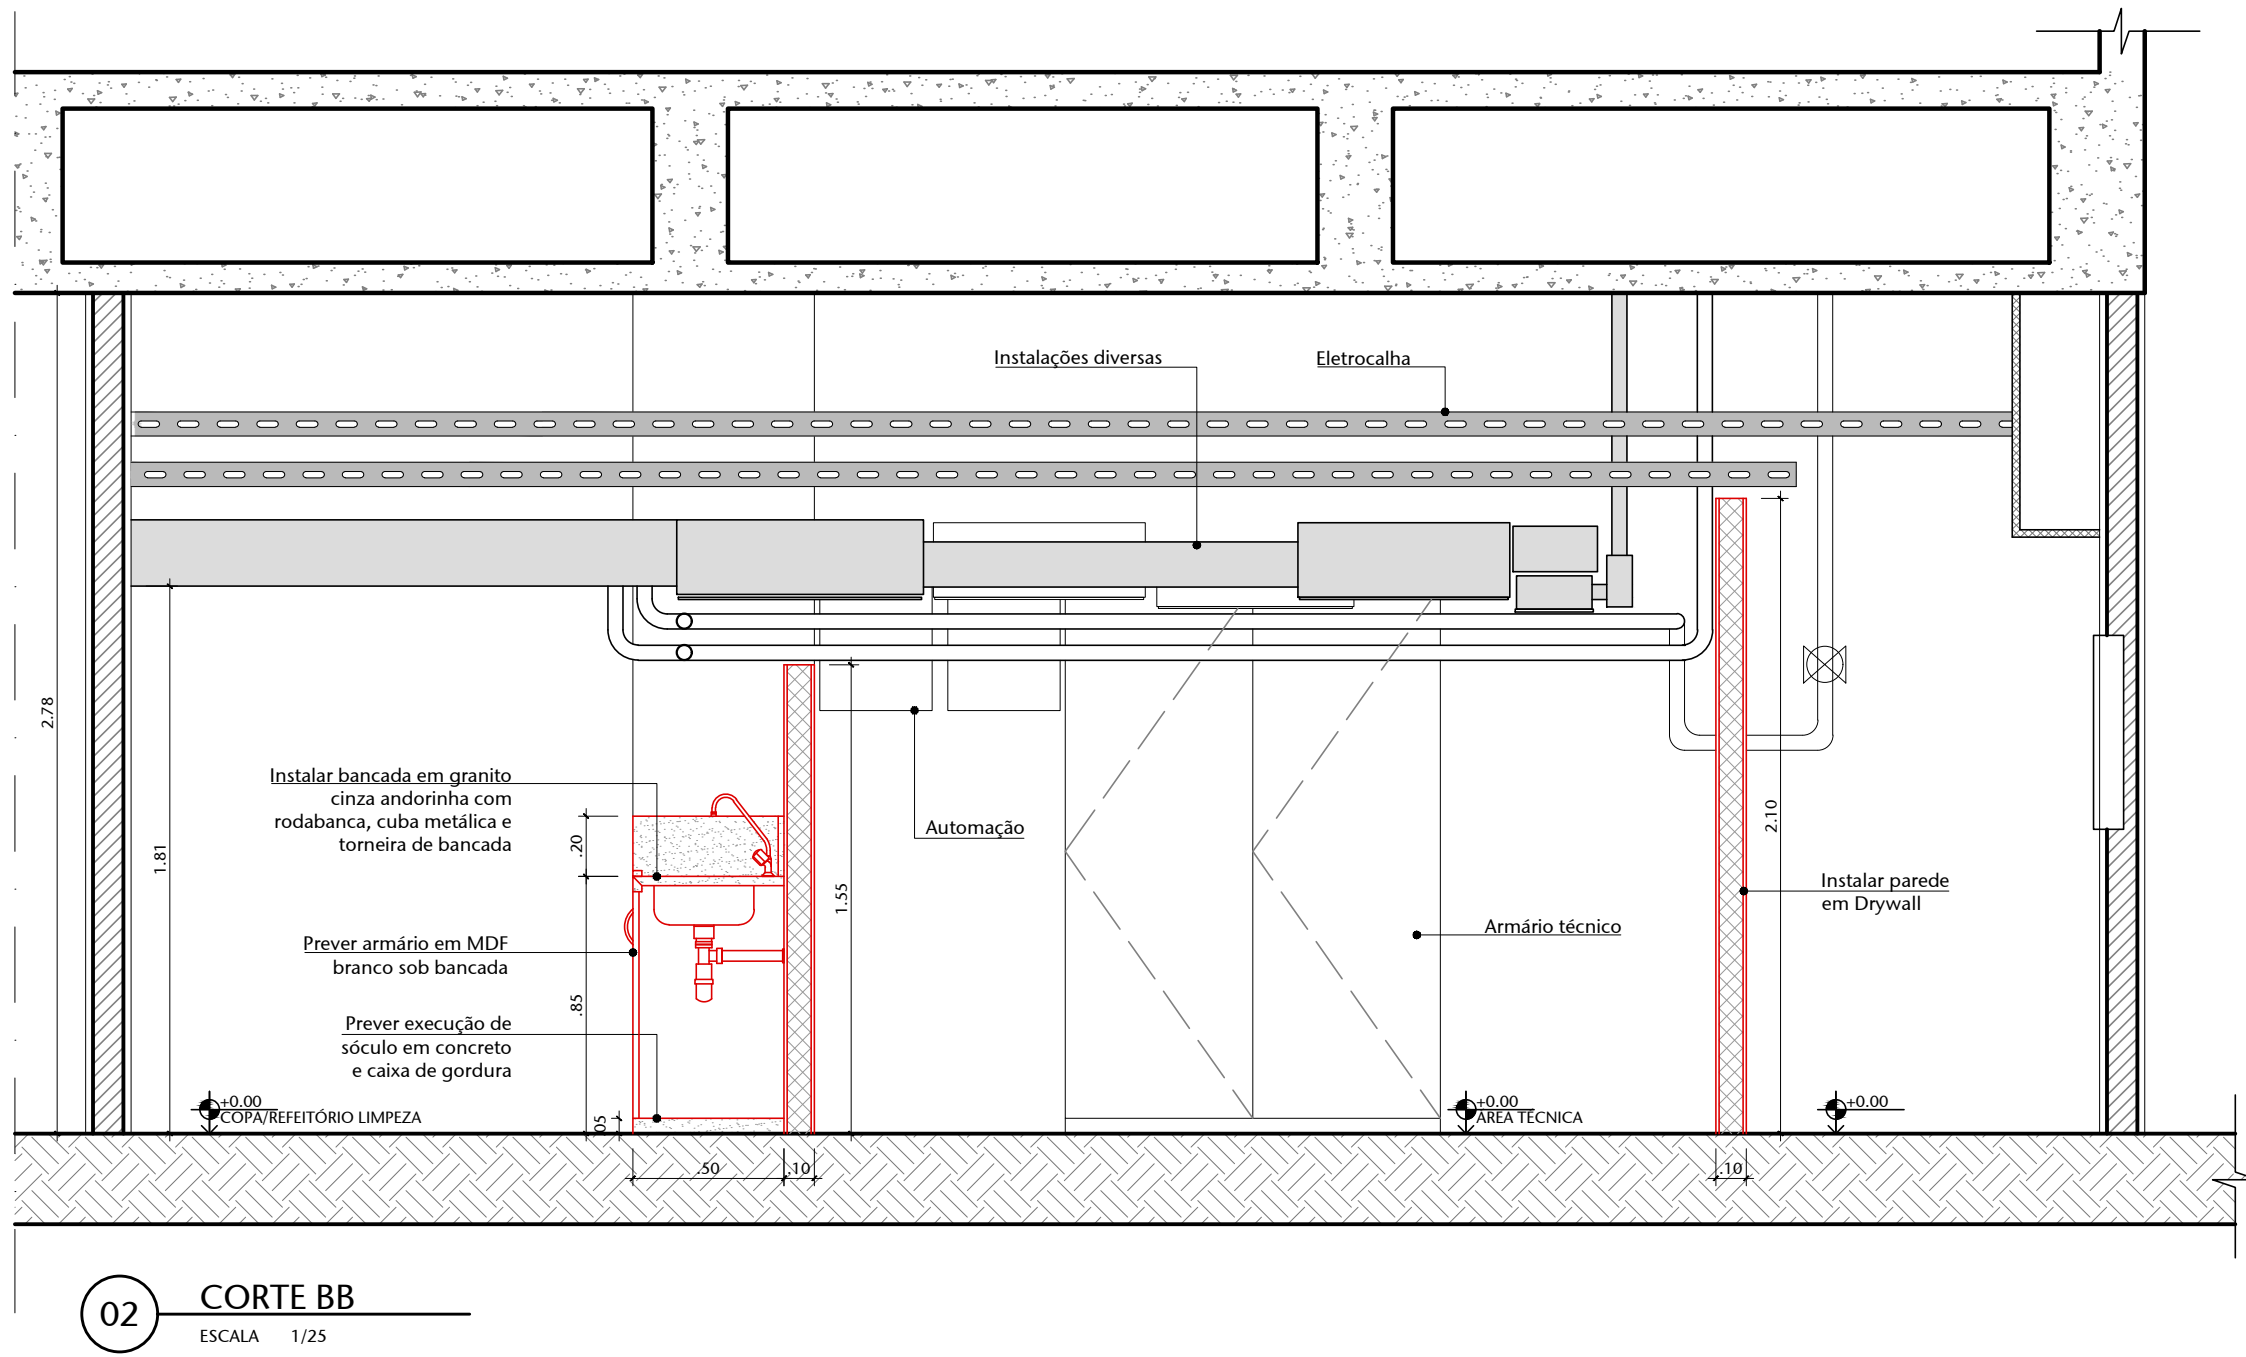 Instalações diversas
Eletrocalha
2.78
1.81
Instalar bancada em granito
cinza andorinha com
rodabanca, cuba metálica e
torneira de bancada
.20
Automação
2.10
1.55
Instalar parede
em Drywall
Armário técnico
Prever armário em MDF
branco sob bancada
.85
Prever execução de
sóculo em concreto
e caixa de gordura
+0.00
COPA/REFEITÓRIO LIMPEZA
.05
+0.00
ÁREA TÉCNICA
+0.00
.50
.10
.10
02
CORTE BB
ESCALA 1/25